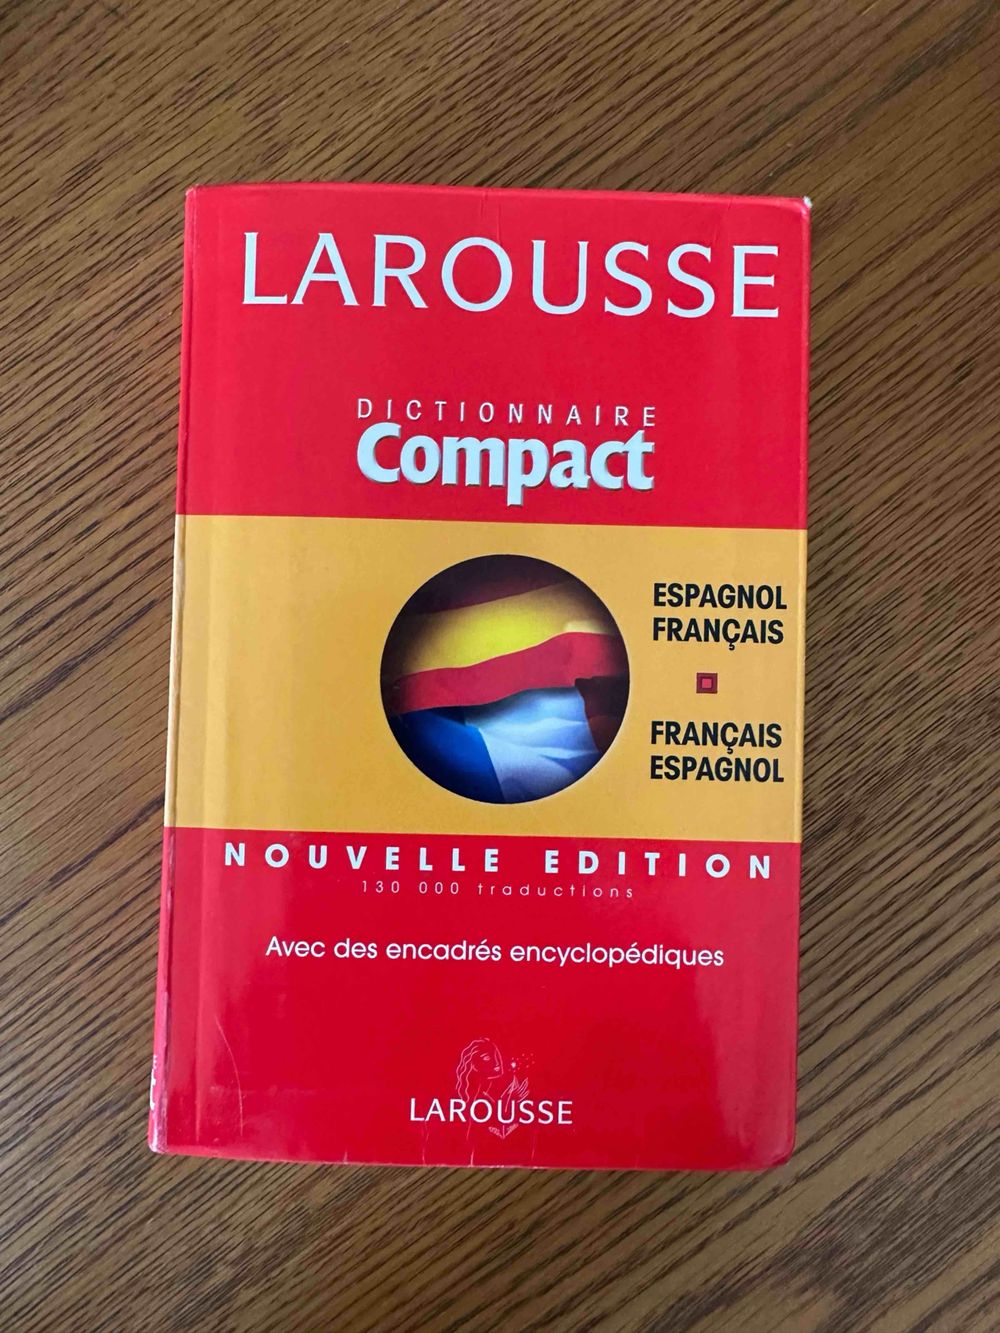 LAROUSSE
DICTIONNAIRE
Compact
ESPAGNOL
FRANÇAIS
FRANÇAIS
ESPAGNOL
NOUVELLE EDITION
130 000 traductions
Avec des encadrés encyclopédiques
LAROUSSE